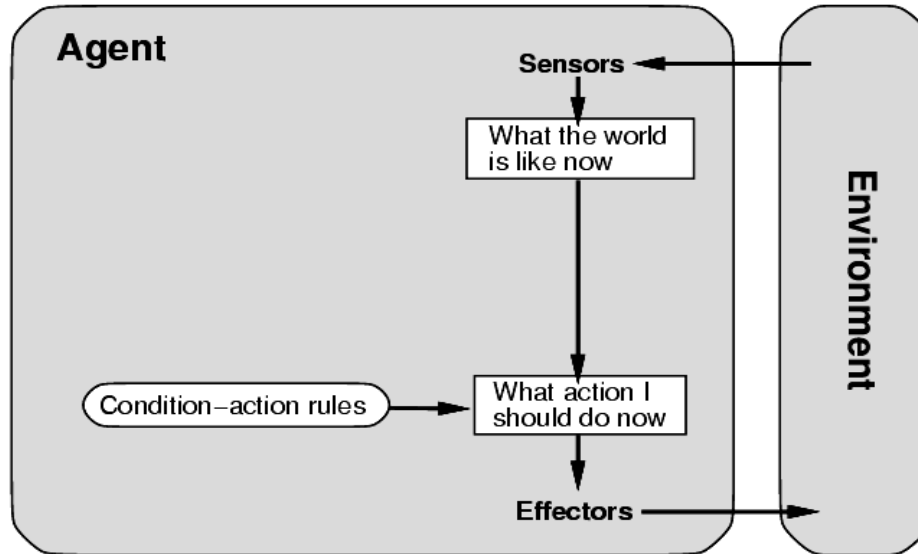 Agent
Sensors
What the world
is like now
Environment
Condition−action rules
What action I
should do now
Effectors